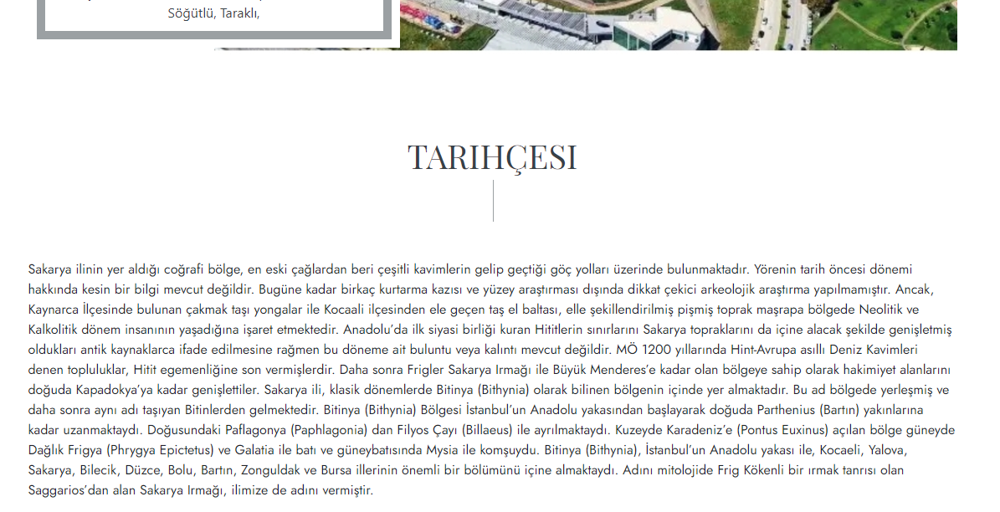 Söğütlü, Taraklı,
TARIHÇESI
Sakarya ilinin yer aldığı coğrafi bölge, en eski çağlardan beri çeşitli kavimlerin gelip geçtiği göç yolları üzerinde bulunmaktadır. Yörenin tarih öncesi dönemi
hakkında kesin bir bilgi mevcut değildir. Bugüne kadar birkaç kurtarma kazısı ve yüzey araştırması dışında dikkat çekici arkeolojik araştırma yapılmamıştır. Ancak,
Kaynarca İlçesinde bulunan çakmak taşı yongalar ile Kocaali ilçesinden ele geçen taş el baltası, elle şekillendirilmiş pişmiş toprak maşrapa bölgede Neolitik ve
Kalkolitik dönem insanının yaşadığına işaret etmektedir. Anadolu’da ilk siyasi birliği kuran Hititlerin sınırlarını Sakarya topraklarını da içine alacak şekilde genişletmiş
oldukları antik kaynaklarca ifade edilmesine rağmen bu döneme ait buluntu veya kalıntı mevcut değildir. MÖ 1200 yıllarında Hint-Avrupa asıllı Deniz Kavimleri
denen topluluklar, Hitit egemenliğine son vermişlerdir. Daha sonra Frigler Sakarya Irmağı ile Büyük Menderes’e kadar olan bölgeye sahip olarak hakimiyet alanlarını
doğuda Kapadokya’ya kadar genişlettiler. Sakarya ili, klasik dönemlerde Bitinya (Bithynia) olarak bilinen bölgenin içinde yer almaktadır. Bu ad bölgede yerleşmiş ve
daha sonra aynı adı taşıyan Bitinlerden gelmektedir. Bitinya (Bithynia) Bölgesi İstanbul’un Anadolu yakasından başlayarak doğuda Parthenius (Bartın) yakınlarına
kadar uzanmaktaydı. Doğusundaki Paflagonya (Paphlagonia) dan Filyos Çayı (Billaeus) ile ayrılmaktaydı. Kuzeyde Karadeniz’e (Pontus Euxinus) açılan bölge güneyde
Dağlık Frigya (Phrygya Epictetus) ve Galatia ile batı ve güneybatısında Mysia ile komşuydu. Bitinya (Bithynia), İstanbul’un Anadolu yakası ile, Kocaeli, Yalova,
Sakarya, Bilecik, Düzce, Bolu, Bartın, Zonguldak ve Bursa illerinin önemli bir bölümünü içine almaktaydı. Adını mitolojide Frig Kökenli bir ırmak tanrısı olan
Saggarios’dan alan Sakarya Irmağı, ilimize de adını vermiştir.